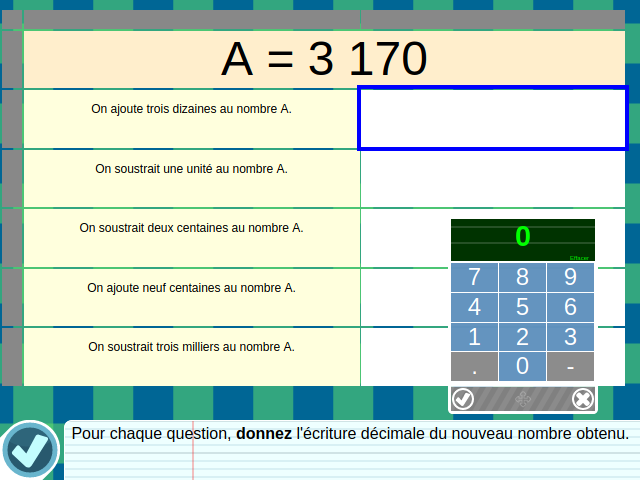 A = 3 170
On ajoute trois dizaines au nombre A.
On soustrait une unité au nombre A.
On soustrait deux centaines au nombre A.
On ajoute neuf centaines au nombre A.
On soustrait trois milliers au nombre A.
0
Effacer
7 8 9
4 5 6
1 2 3
. 0 -
Pour chaque question, donnez l'écriture décimale du nouveau nombre obtenu.